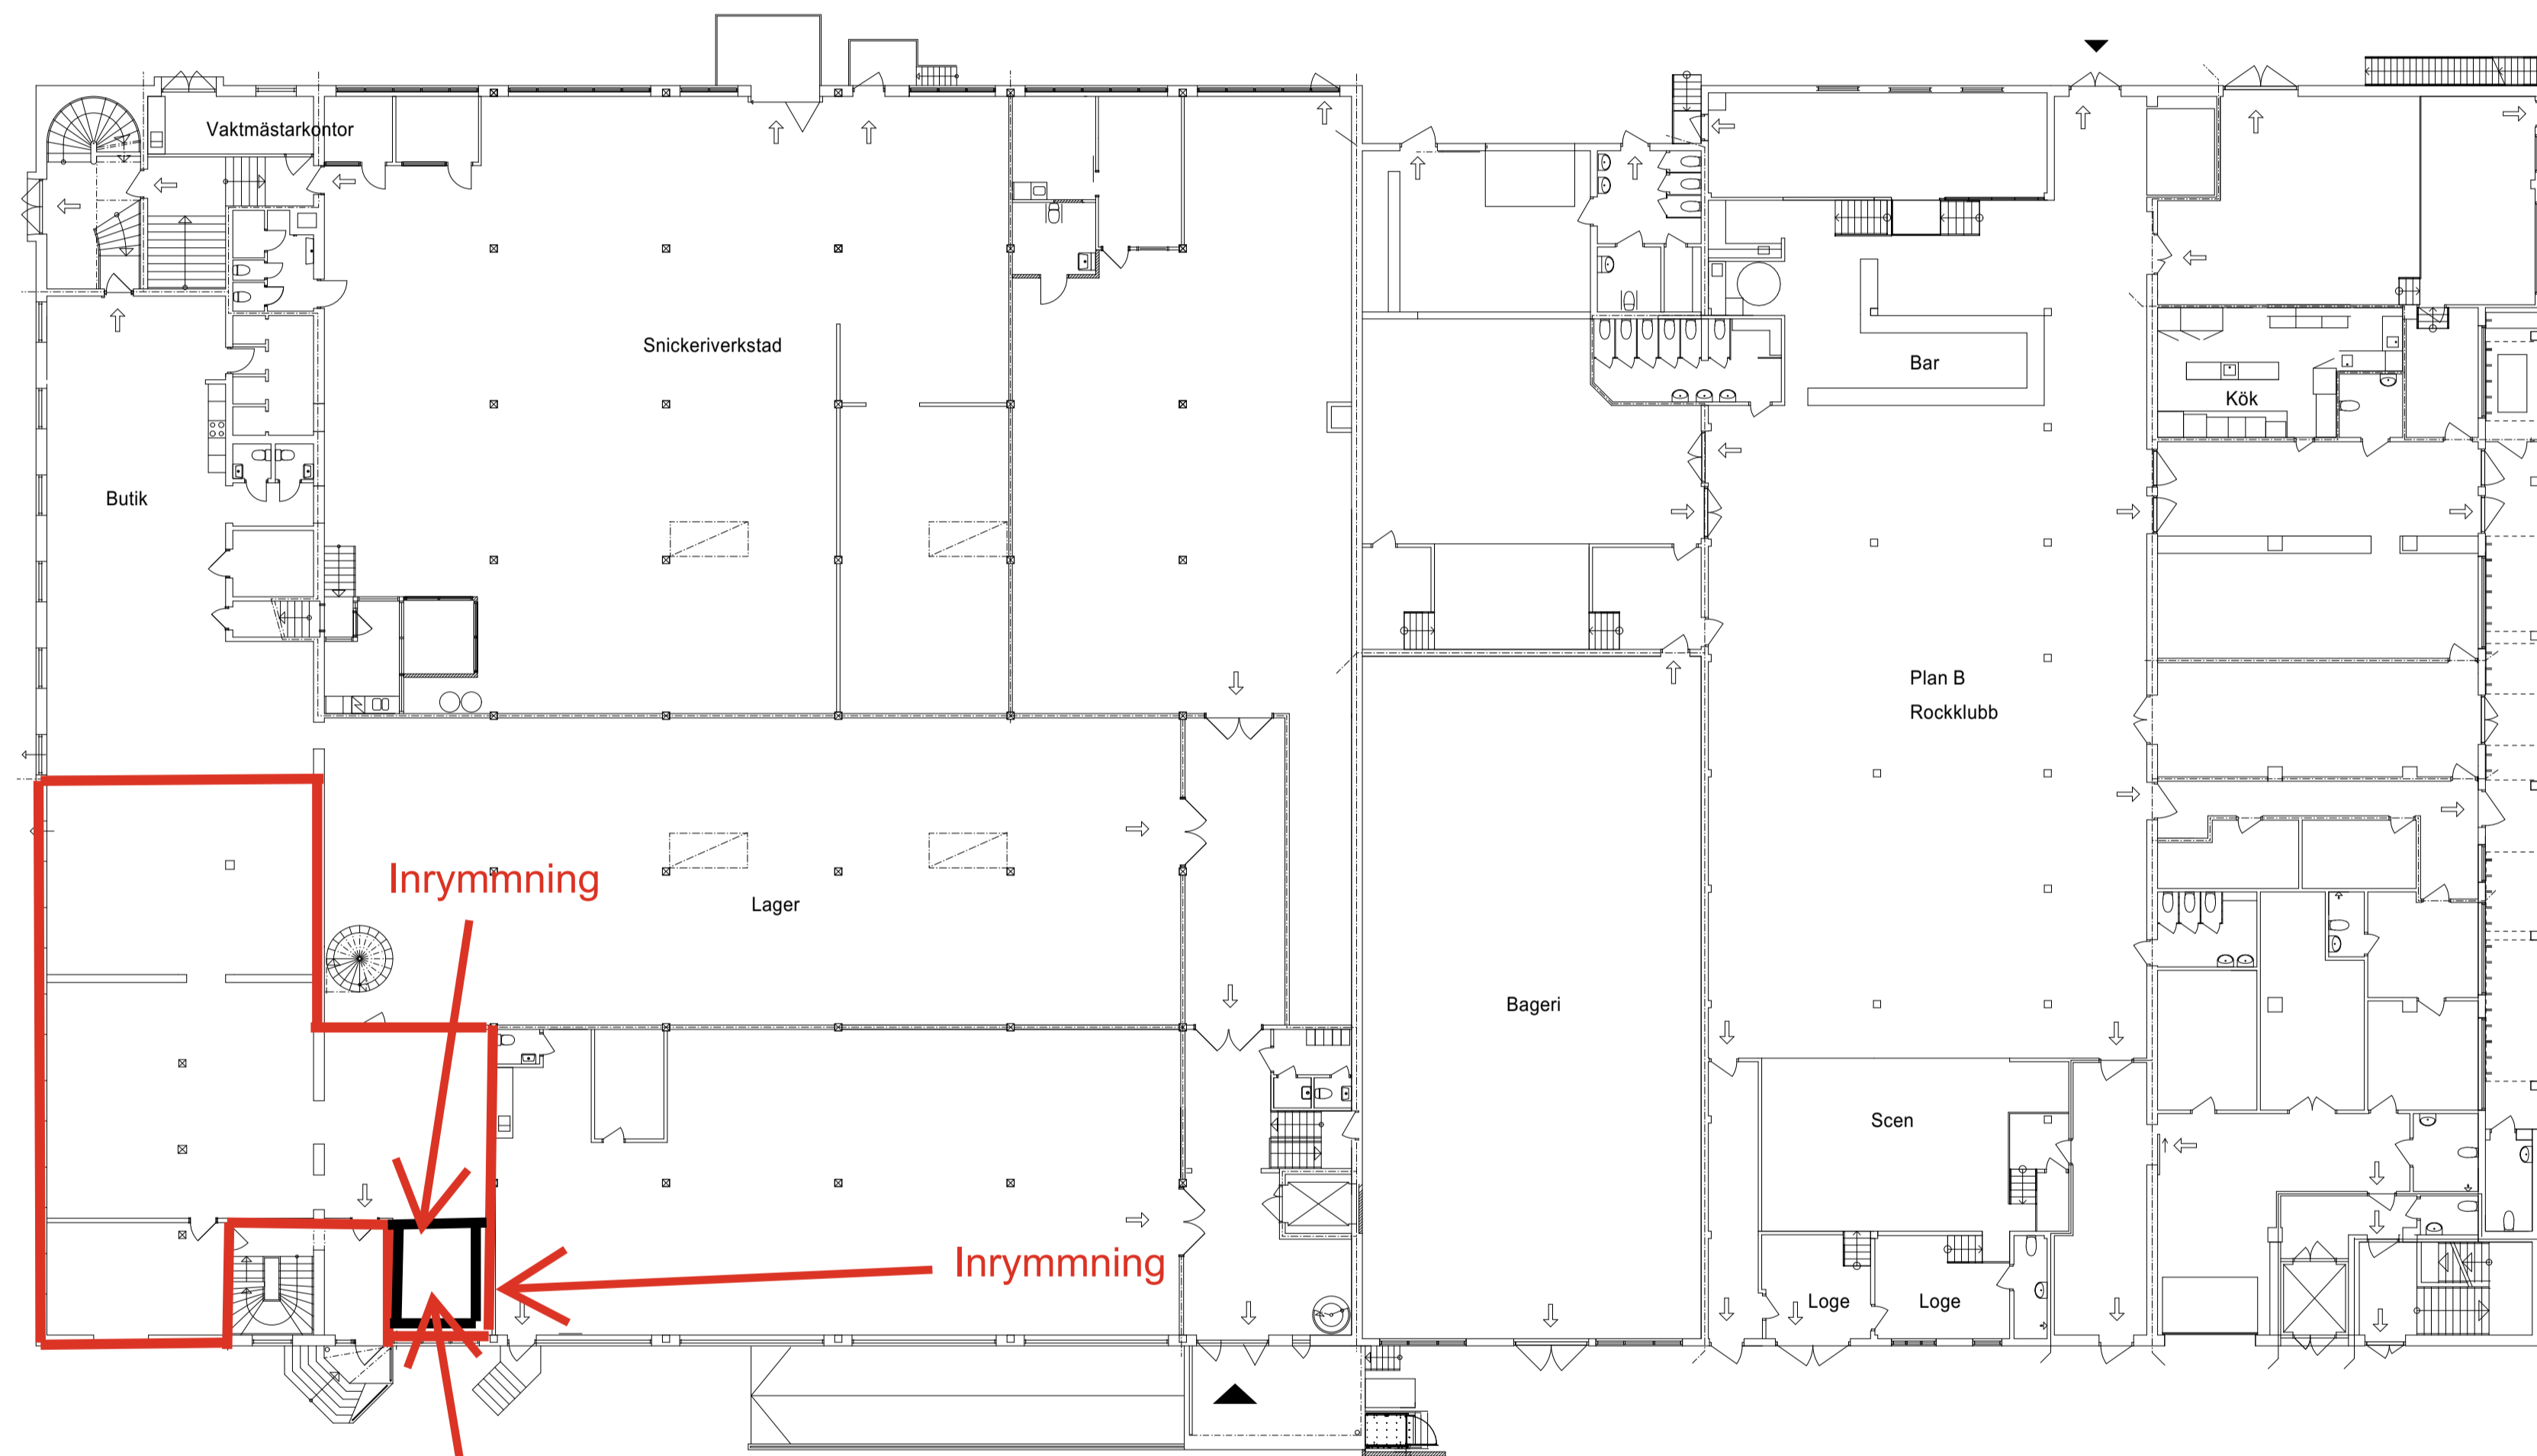 Vaktmästarkontor
Snickeriverkstad
Bar
Kök
Butik
Plan B
Rockklubb
Inrymmning
Lager
Bageri
Scen
Inrymmning
Loge
Loge